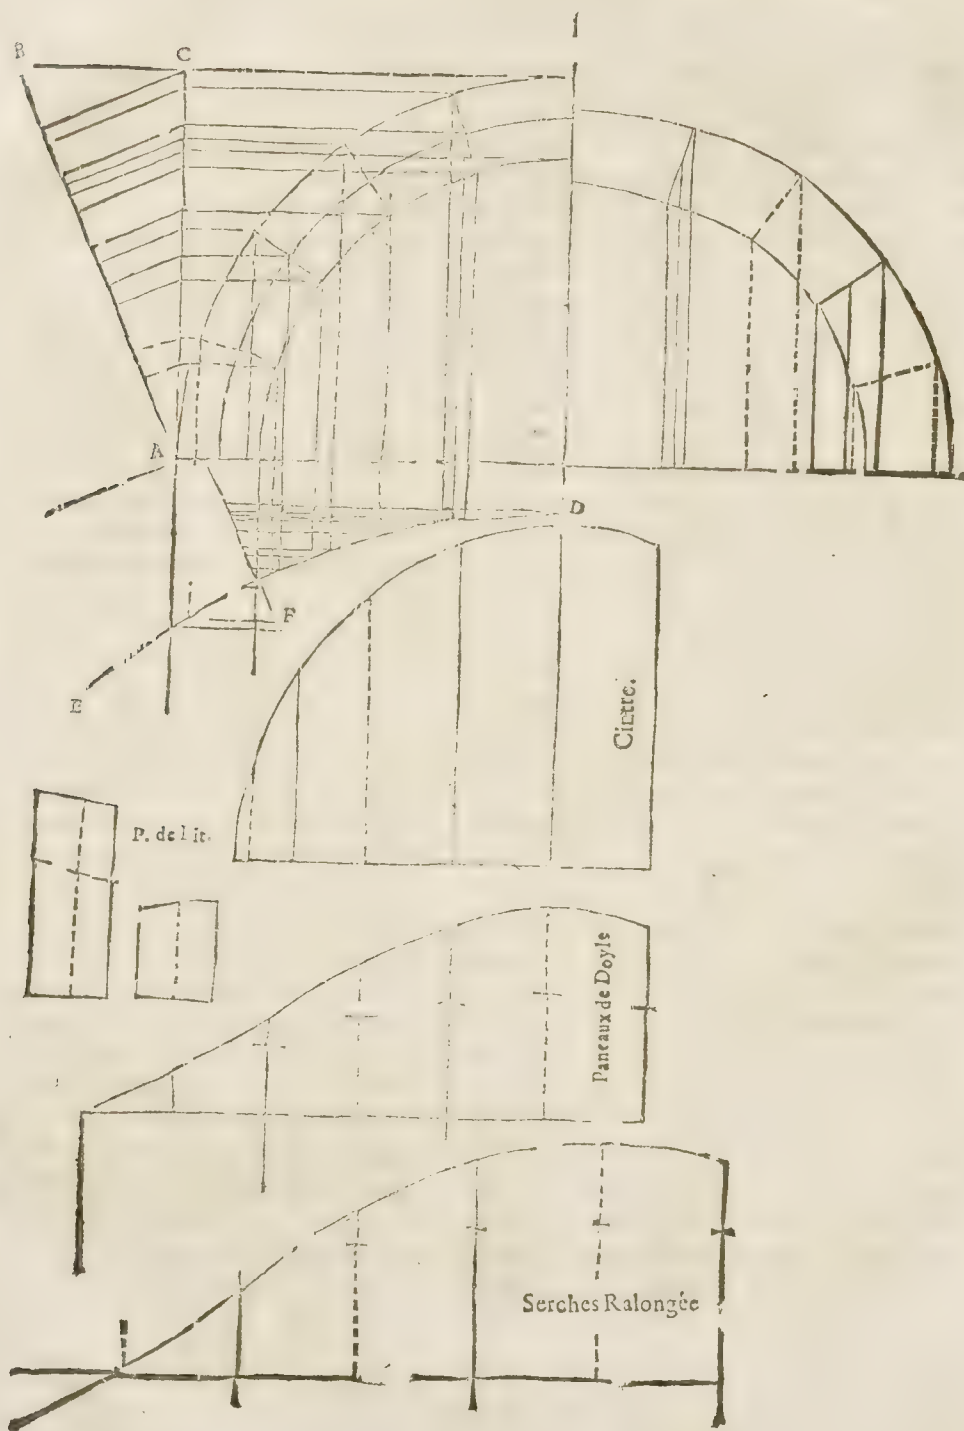 B
C
A
D
F
E
Cintre.
P. de lit.
Paneaux de Doyle
Serches Ralongée